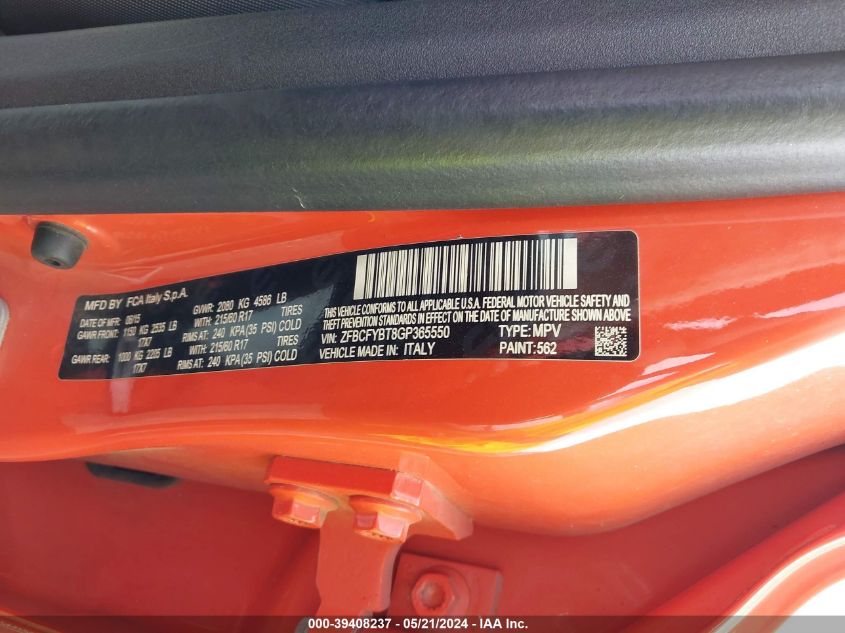 MFD BY FCA Italy S.p.A.
DATE OF MFR: 06/15 GVWR: 2080 KG 4586 LB
GAWR FRONT: 1150 KG 2535 LB WITH: 215/60 R17 TIRES
17X7 RIMS AT: 240 KPA(35 PSI) COLD
GAWR REAR: 1000 KG 2205 LB WITH: 215/60 R17 TIRES
17X7 RIMS AT: 240 KPA(35 PSI) COLD
THIS VEHICLE CONFORMS TO ALL APPLICABLE U.S.A. FEDERAL MOTOR VEHICLE SAFETY AND
THEFT PREVENTION STANDARDS IN EFFECT ON THE DATE OF MANUFACTURE SHOWN ABOVE.
VIN: ZFBCFYBT8GP365550 TYPE: MPV
VEHICLE MADE IN: ITALY PAINT:562
000-39408237 - 05/21/2024 - IAA Inc.